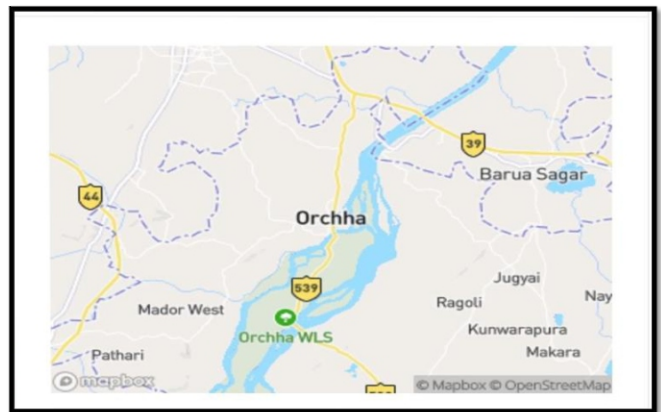 39
Barua Sagar
44
Orchha
Jugyai
539
Ragoli
Nay
Mador West
Kunwarapura
Orchha WLS
Makara
Pathari
mapbox
© Mapbox © OpenStreetMap